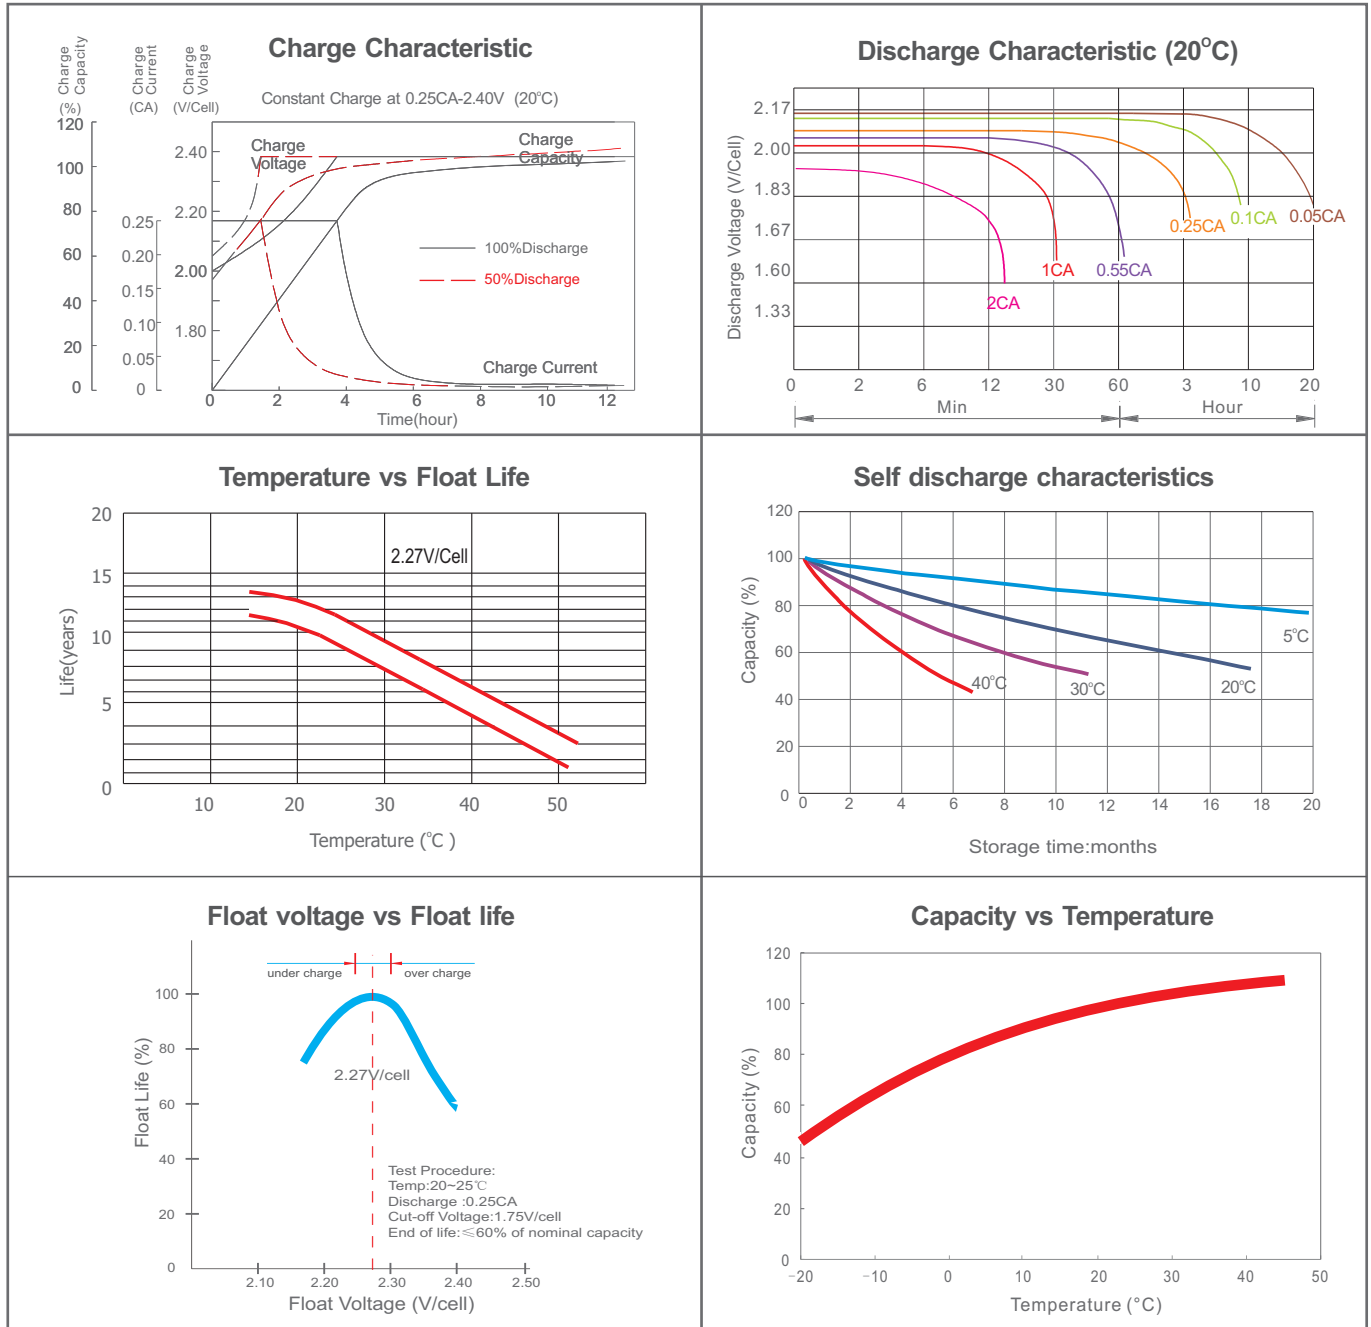 Charge Characteristic
Charge Capacity
(%)
Charge Current
(CA)
Charge Voltage
(V/Cell)
Constant Charge at 0.25CA-2.40V (20°C)
120
100
80
60
40
20
0
0.25
0.20
0.15
0.10
0.05
0
2.40
2.20
2.00
1.80
Charge
Voltage
Charge
Capacity
100%Discharge
50%Discharge
Charge Current
0 2 4 6 8 10 12
Time(hour)
Discharge Characteristic (20°C)
Discharge Voltage (V/Cell)
2.17
2.00
1.83
1.67
1.60
1.33
2CA
1CA
0.55CA
0.25CA
0.1CA
0.05CA
0 2 6 12 30 60 3 10 20
Min
Hour
Temperature vs Float Life
Life(years)
20
15
10
5
0
2.27V/Cell
10 20 30 40 50
Temperature (°C )
Self discharge characteristics
Capacity (%)
120
100
80
60
40
20
0
40°C
30°C
20°C
5°C
0 2 4 6 8 10 12 14 16 18 20
Storage time:months
Float voltage vs Float life
under charge
over charge
Float Life (%)
100
80
60
40
20
0
2.27V/cell
Test Procedure:
Temp:20~25℃
Discharge :0.25CA
Cut-off Voltage:1.75V/cell
End of life:≤60% of nominal capacity
2.10 2.20 2.30 2.40 2.50
Float Voltage (V/cell)
Capacity vs Temperature
Capacity (%)
120
100
80
60
40
20
0
−20 −10 0 10 20 30 40 50
Temperature (°C)